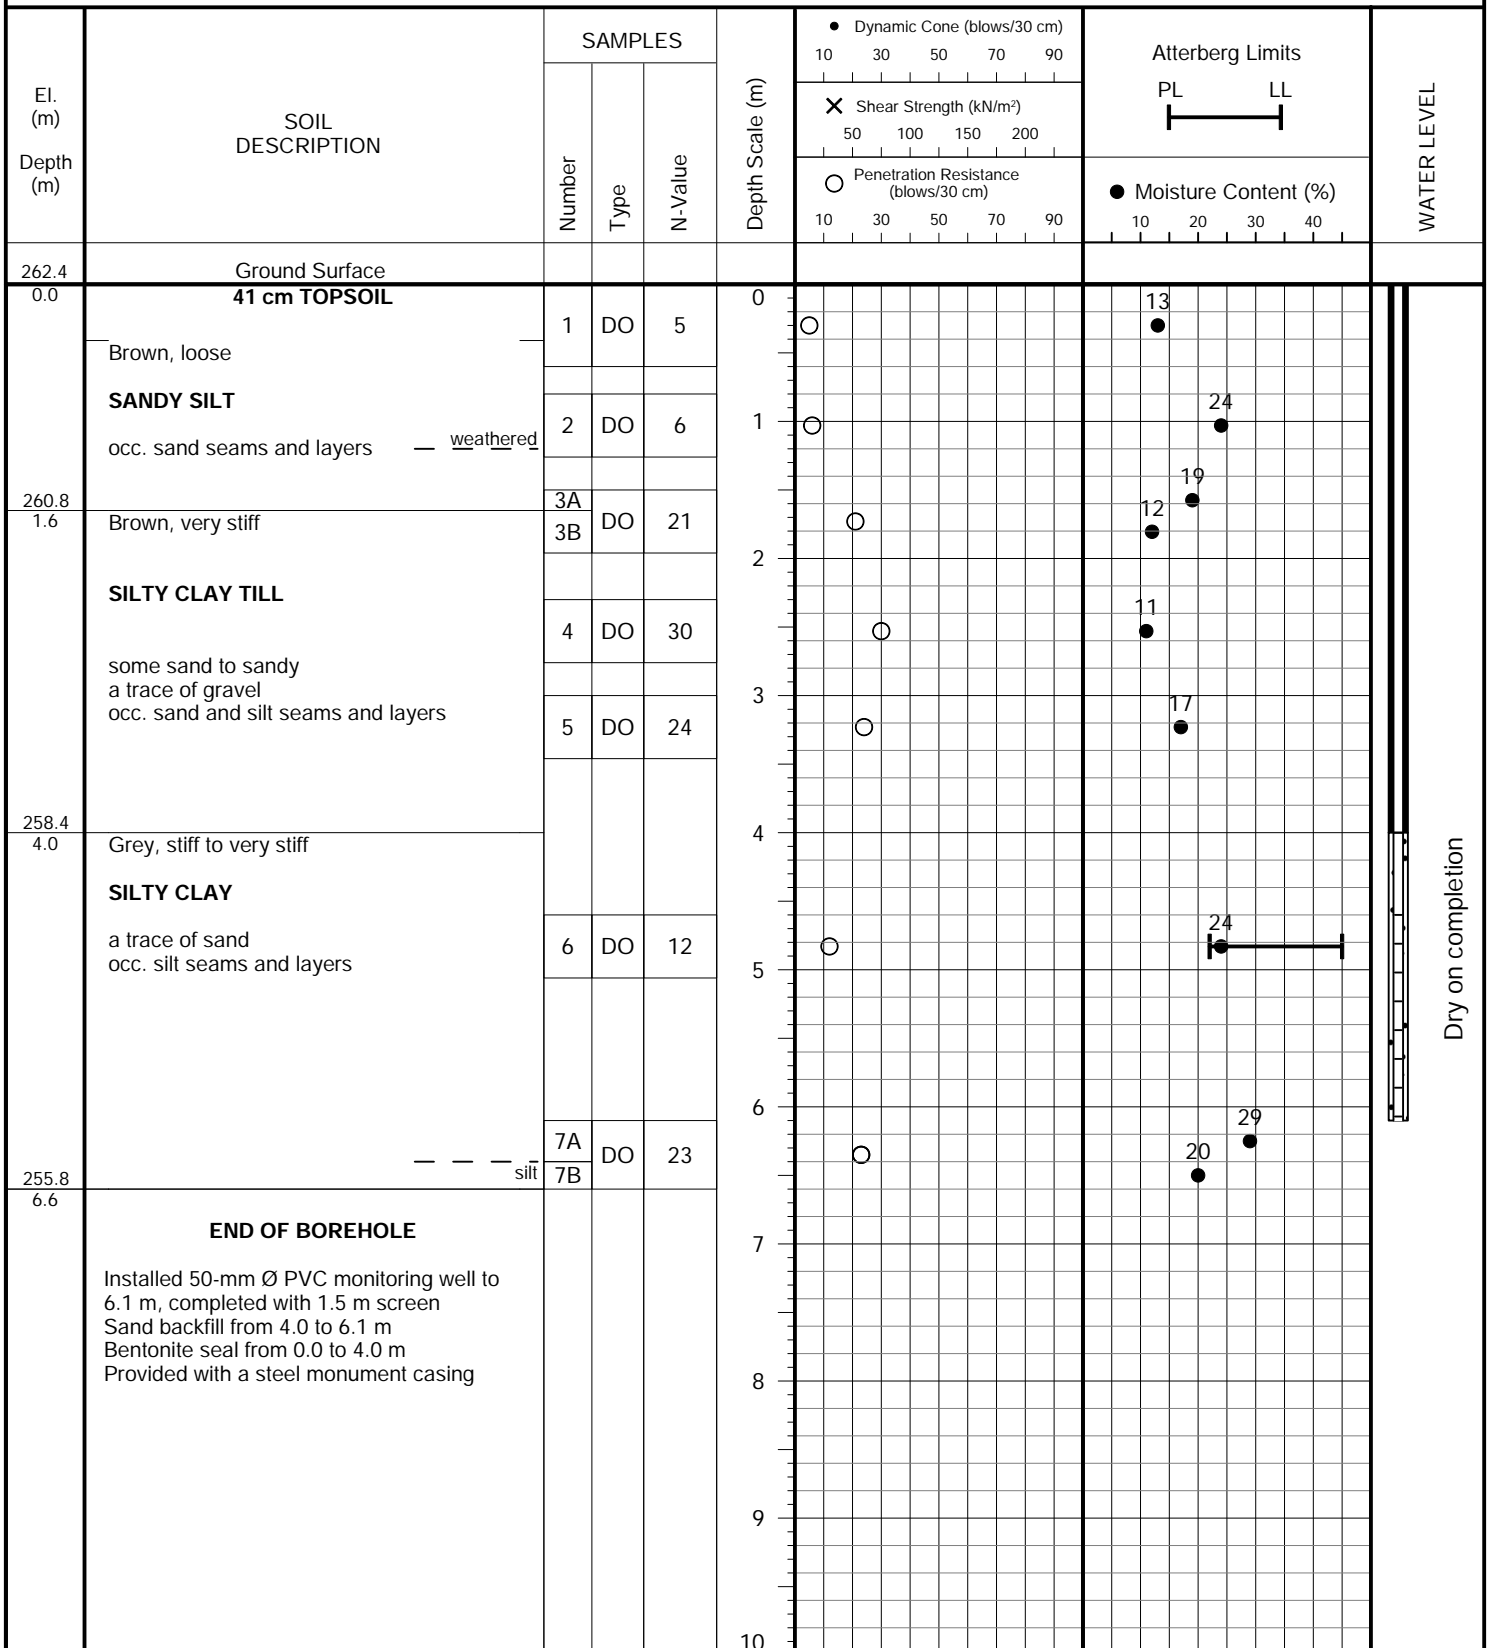 El.
(m)
Depth
(m)
SOIL
DESCRIPTION
SAMPLES
Number
Type
N-Value
Depth Scale (m)
Dynamic Cone (blows/30 cm)
10 30 50 70 90
Shear Strength (kN/m²)
50 100 150 200
Penetration Resistance
(blows/30 cm)
10 30 50 70 90
Atterberg Limits
PL LL
Moisture Content (%)
10 20 30 40
WATER LEVEL
262.4 Ground Surface
0.0 41 cm TOPSOIL 0
13
1 DO 5
Brown, loose
SANDY SILT
24
2 DO 6 1
weathered
occ. sand seams and layers
19
260.8 3A
12
1.6 Brown, very stiff DO 21
3B
2
SILTY CLAY TILL
11
4 DO 30
some sand to sandy
a trace of gravel
3
17
occ. sand and silt seams and layers
5 DO 24
258.4
4
4.0 Grey, stiff to very stiff
SILTY CLAY
24
a trace of sand
6 DO 12
occ. silt seams and layers
5
Dry on completion
6
29
7A
20
DO 23
silt 7B
255.8
6.6
END OF BOREHOLE
7
Installed 50-mm Ø PVC monitoring well to
6.1 m, completed with 1.5 m screen
Sand backfill from 4.0 to 6.1 m
Bentonite seal from 0.0 to 4.0 m
Provided with a steel monument casing
8
9
10